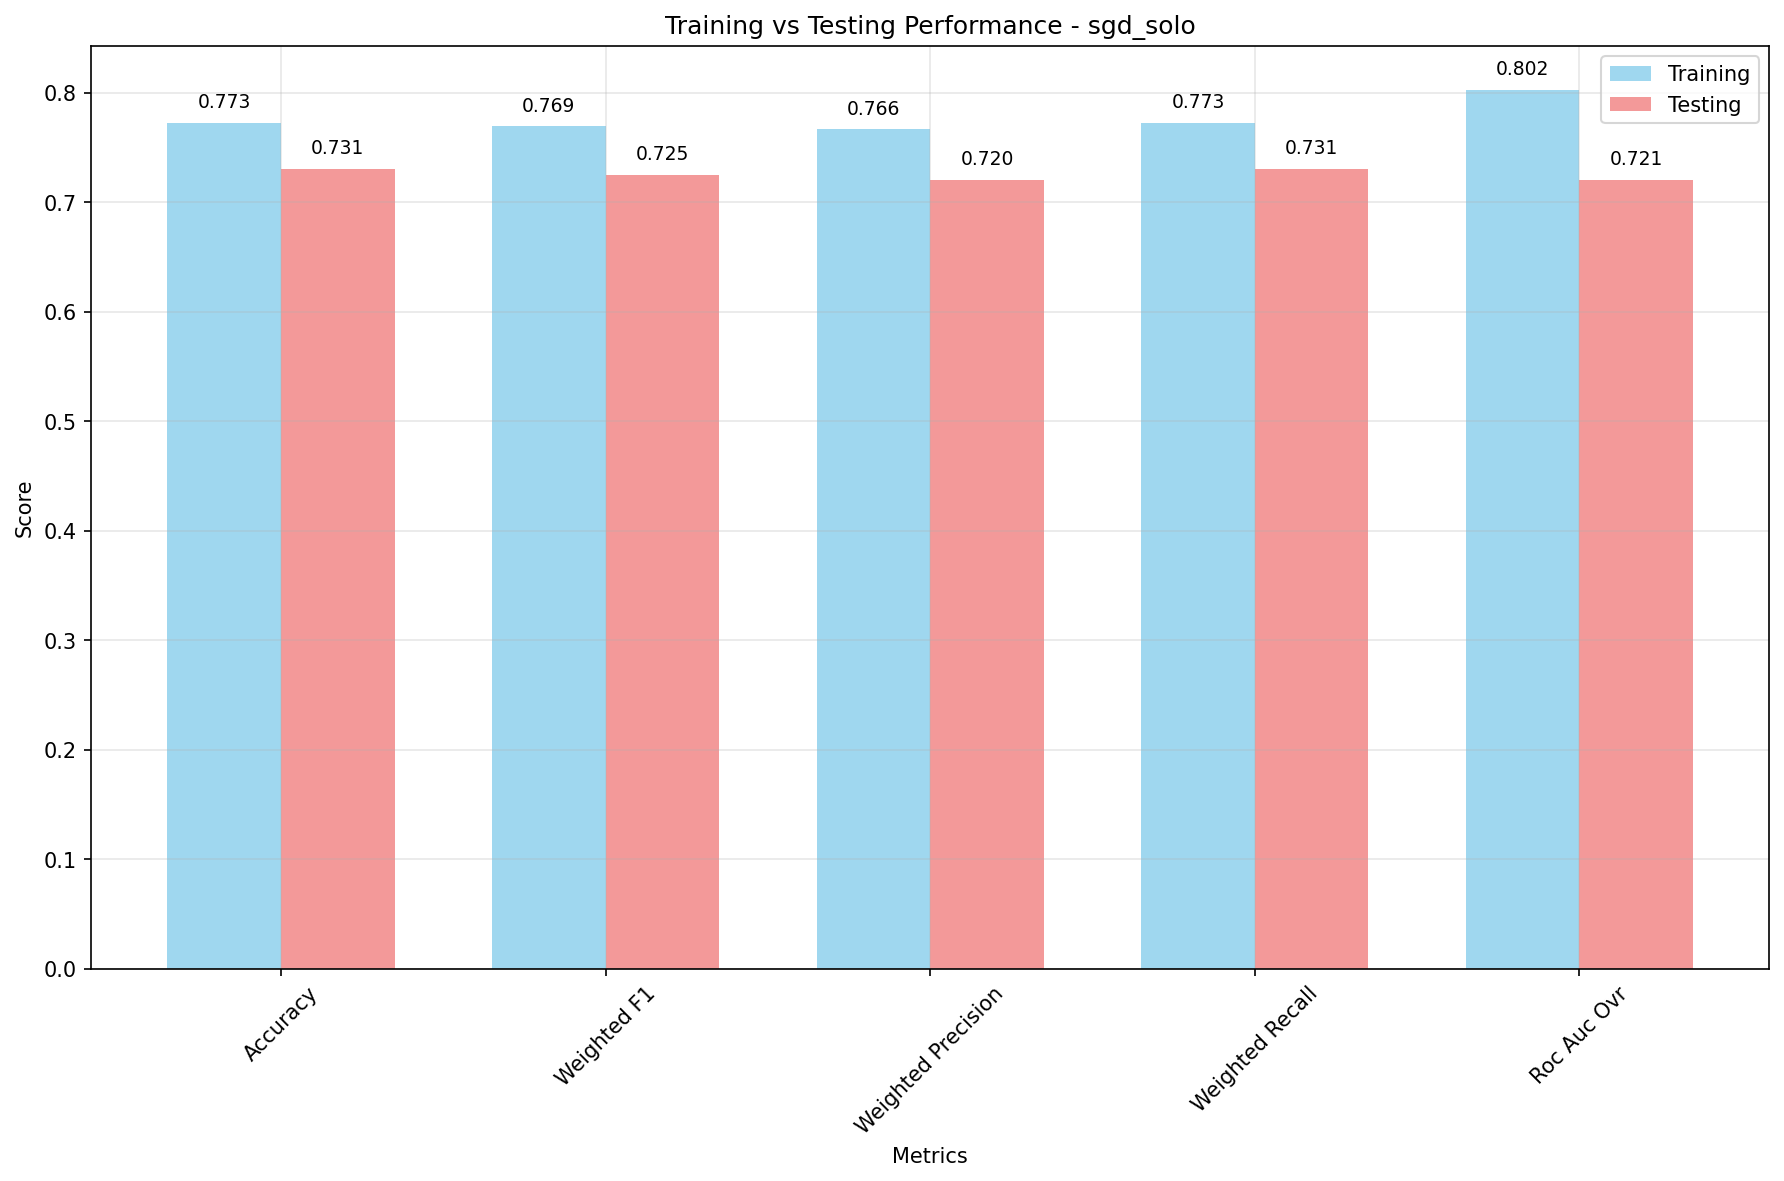 Training vs Testing Performance - sgd_solo
Training
Testing
Score
0.8
0.7
0.6
0.5
0.4
0.3
0.2
0.1
0.0
0.773
0.731
0.769
0.725
0.766
0.720
0.773
0.731
0.802
0.721
Accuracy
Weighted F1
Weighted Precision
Weighted Recall
Roc Auc Ovr
Metrics